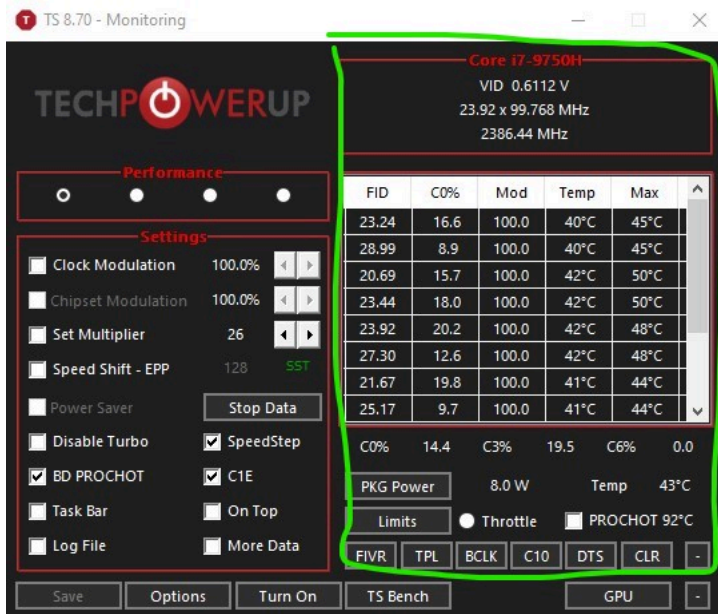 TS 8.70 - Monitoring
TECHPOWERUP
Core i7-9750H
VID 0.6112 V
23.92 x 99.768 MHz
2386.44 MHz
Performance
Settings
Clock Modulation 100.0%
Chipset Modulation 100.0%
Set Multiplier 26
Speed Shift - EPP 128 SST
Power Saver Stop Data
Disable Turbo SpeedStep
BD PROCHOT C1E
Task Bar On Top
Log File More Data
FID C0% Mod Temp Max
23.24 16.6 100.0 40°C 45°C
28.99 8.9 100.0 40°C 45°C
20.69 15.7 100.0 42°C 50°C
23.44 18.0 100.0 42°C 50°C
23.92 20.2 100.0 42°C 48°C
27.30 12.6 100.0 42°C 48°C
21.67 19.8 100.0 41°C 44°C
25.17 9.7 100.0 41°C 44°C
C0% 14.4 C3% 19.5 C6% 0.0
PKG Power 8.0 W Temp 43°C
Limits Throttle PROCHOT 92°C
FIVR TPL BCLK C10 DTS CLR -
Save Options Turn On TS Bench GPU -